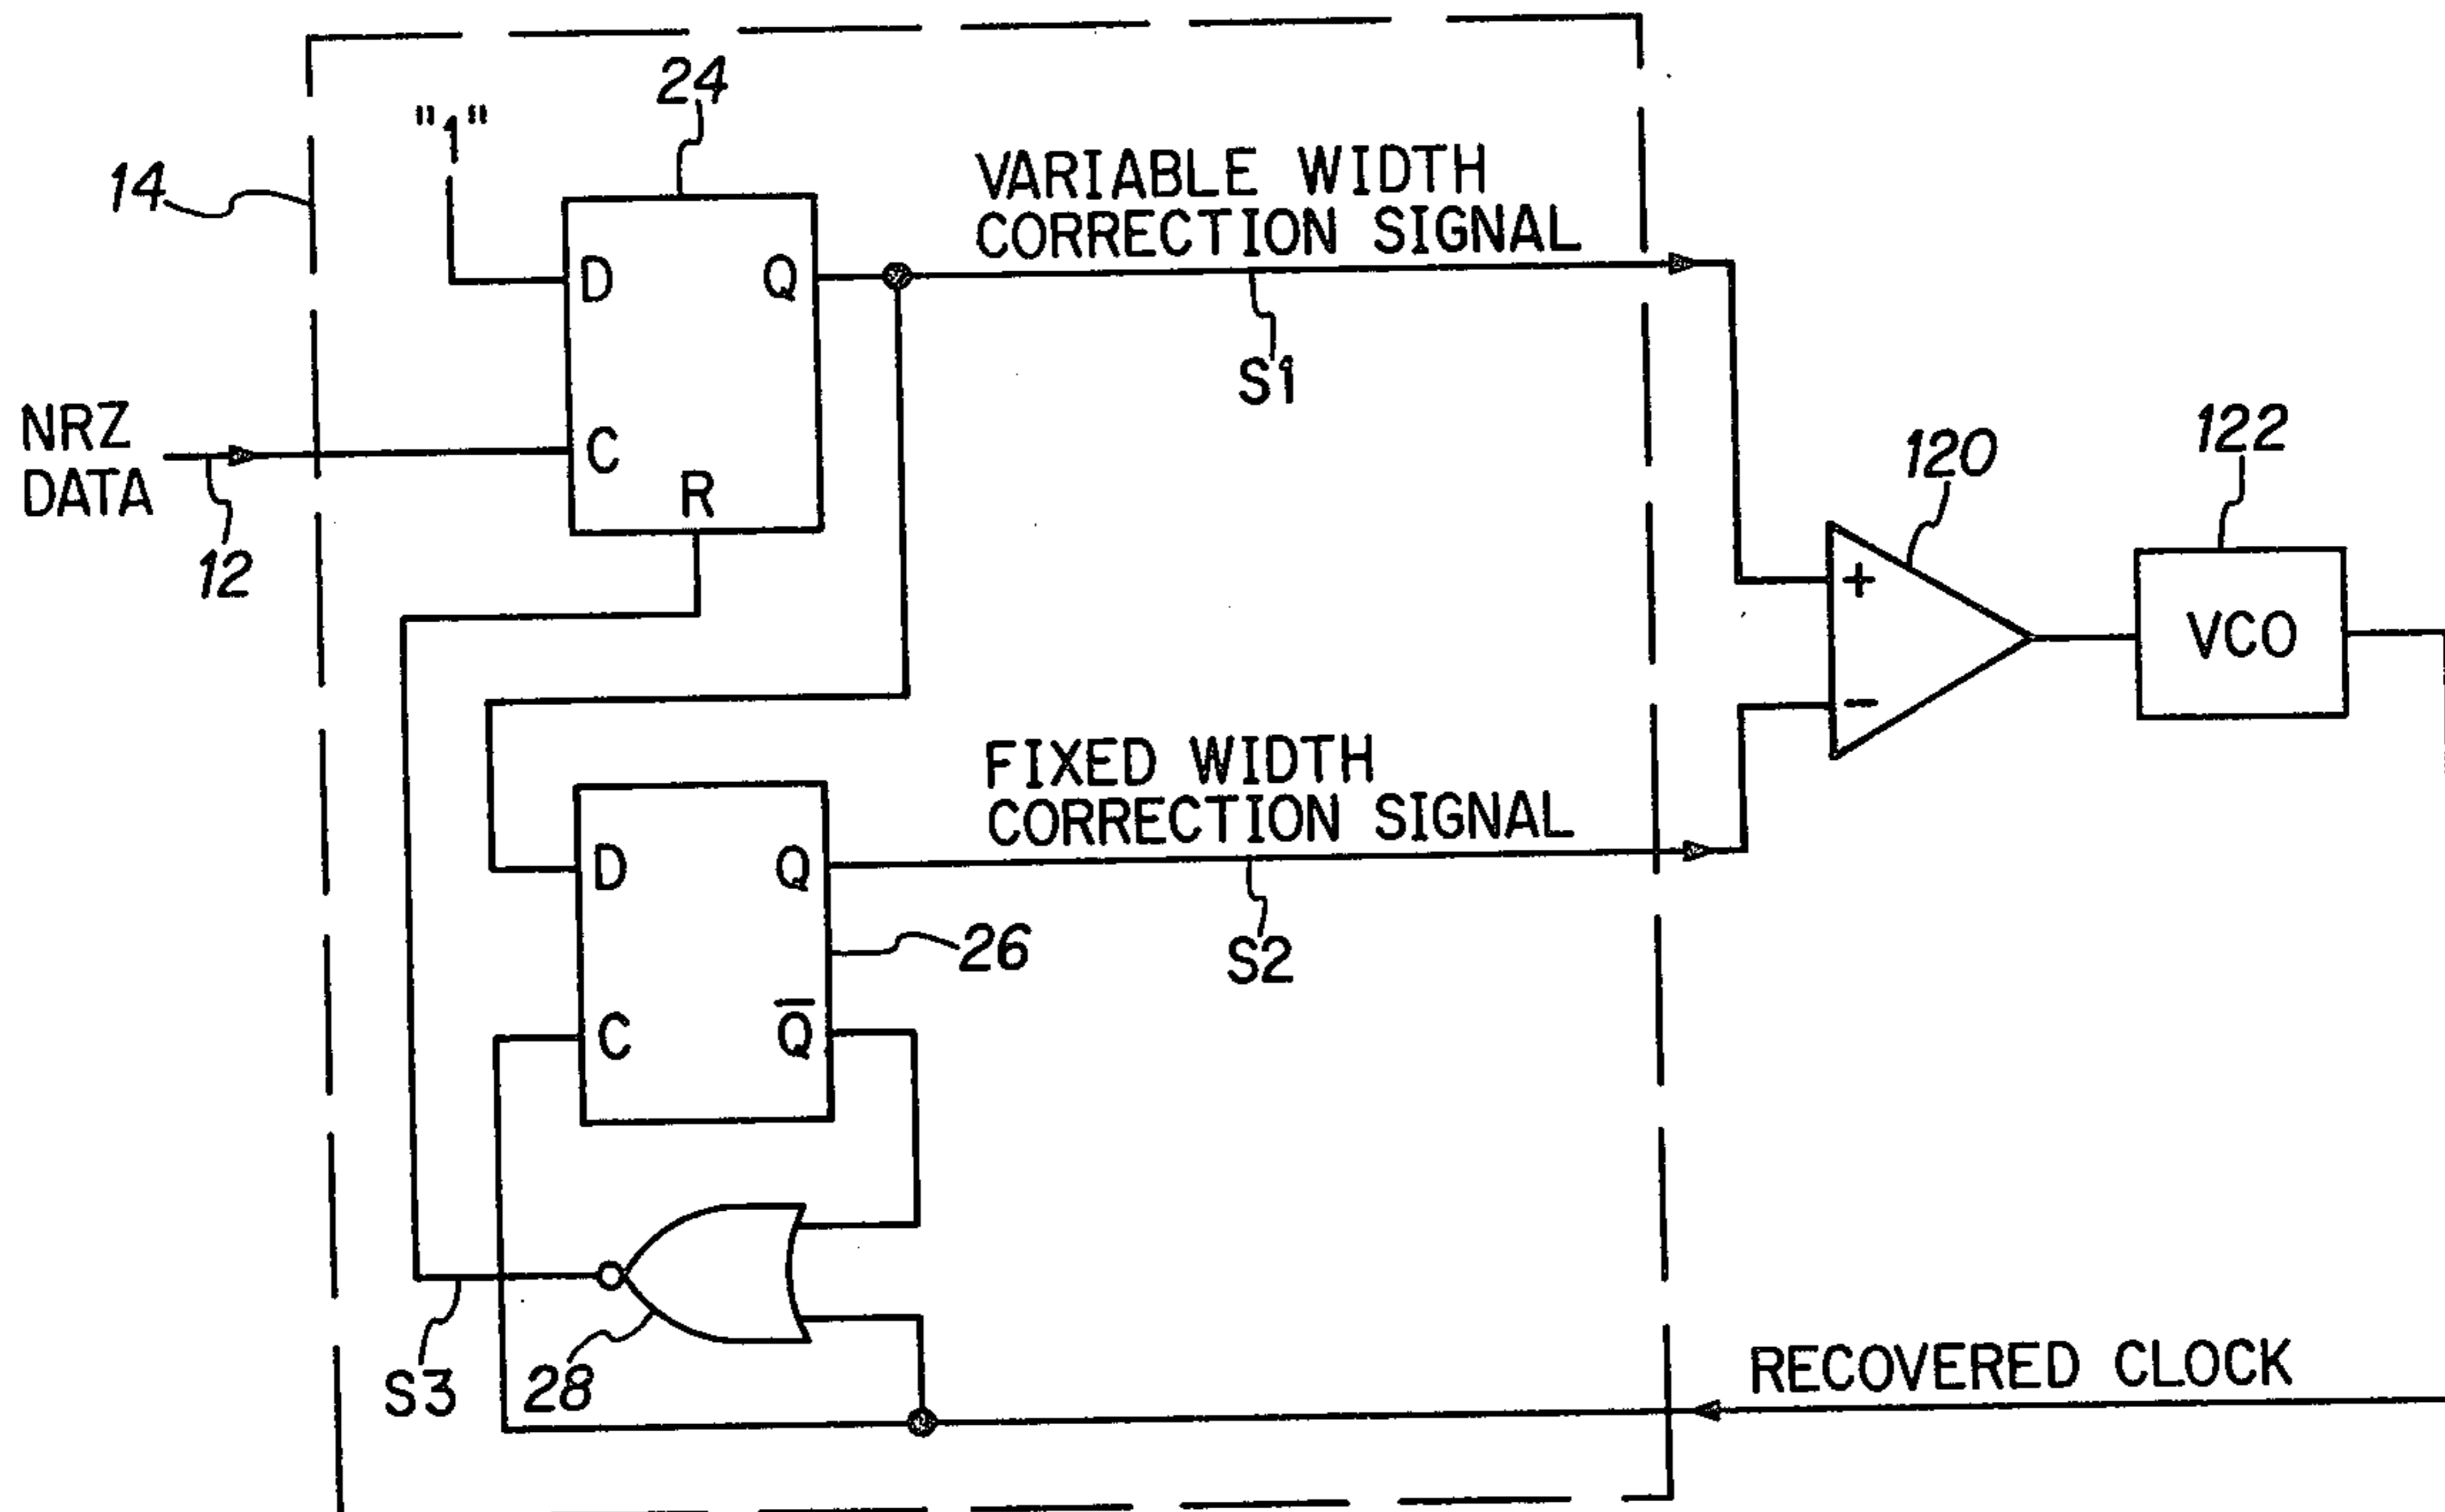 24
"1"
14
VARIABLE WIDTH
CORRECTION SIGNAL
D
Q
S1
NRZ
DATA
C
R
12
120
122
+
VCO
-
FIXED WIDTH
CORRECTION SIGNAL
D
Q
26
S2
C
Q̅
S3
28
RECOVERED CLOCK